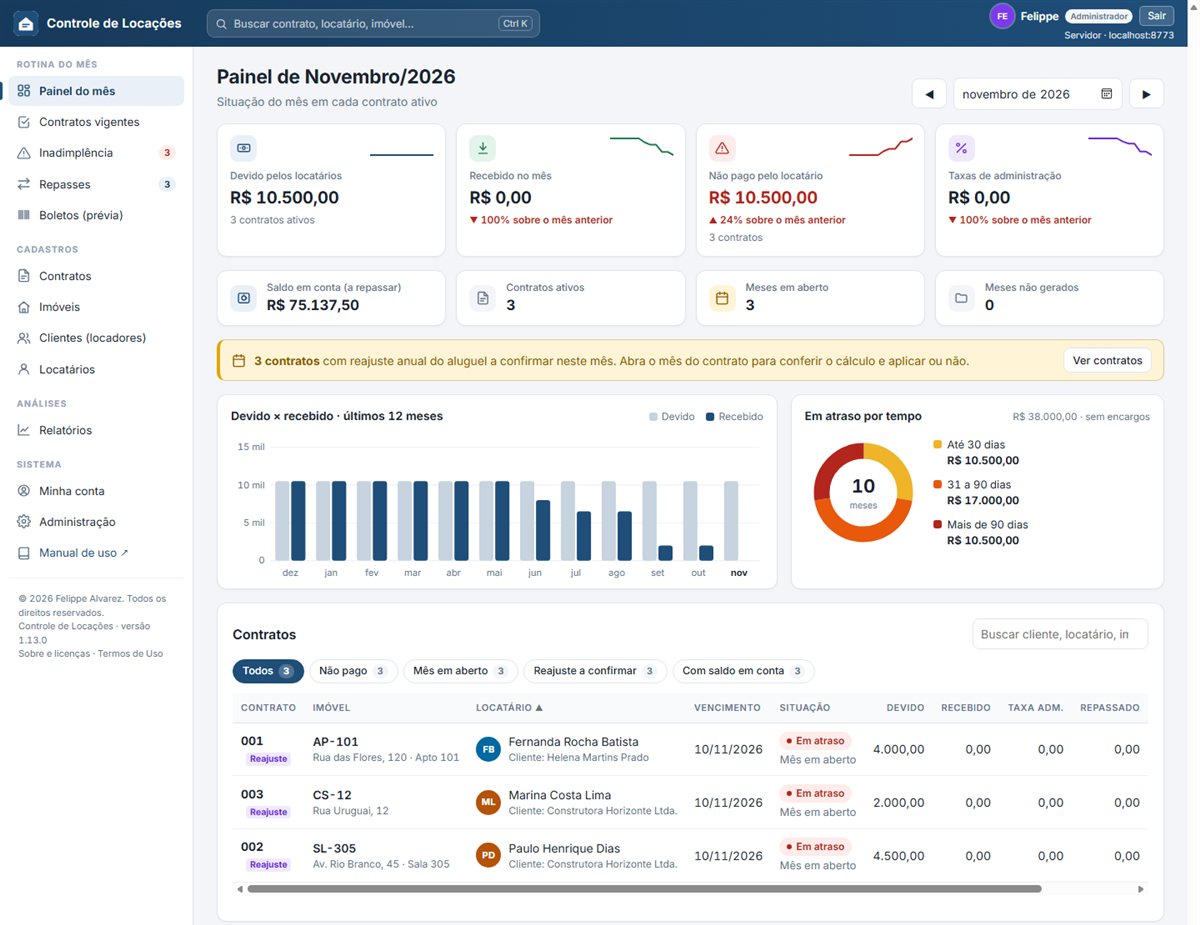 Controle de Locações
Buscar contrato, locatário, imóvel...
Ctrl K
FE
Felippe
Administrador
Sair
Servidor · localhost:8773
ROTINA DO MÊS
Painel do mês
Contratos vigentes
Inadimplência 3
Repasses 3
Boletos (prévia)
CADASTROS
Contratos
Imóveis
Clientes (locadores)
Locatários
ANÁLISES
Relatórios
SISTEMA
Minha conta
Administração
Manual de uso ↗
© 2026 Felippe Alvarez. Todos os
direitos reservados.
Controle de Locações · versão
1.13.0
Sobre e licenças · Termos de Uso
Painel de Novembro/2026
Situação do mês em cada contrato ativo
◀ novembro de 2026 ▶
Devido pelos locatários
R$ 10.500,00
3 contratos ativos
Recebido no mês
R$ 0,00
▼ 100% sobre o mês anterior
Não pago pelo locatário
R$ 10.500,00
▲ 24% sobre o mês anterior
3 contratos
%
Taxas de administração
R$ 0,00
▼ 100% sobre o mês anterior
Saldo em conta (a repassar)
R$ 75.137,50
Contratos ativos
3
Meses em aberto
3
Meses não gerados
0
3 contratos com reajuste anual do aluguel a confirmar neste mês. Abra o mês do contrato para conferir o cálculo e aplicar ou não.
Ver contratos
Devido × recebido · últimos 12 meses
Devido Recebido
15 mil
10 mil
5 mil
0
dez jan fev mar abr mai jun jul ago set out nov
Em atraso por tempo
R$ 38.000,00 · sem encargos
10
meses
Até 30 dias
R$ 10.500,00
31 a 90 dias
R$ 17.000,00
Mais de 90 dias
R$ 10.500,00
Contratos
Buscar cliente, locatário, in
Todos 3
Não pago 3
Mês em aberto 3
Reajuste a confirmar 3
Com saldo em conta 3
CONTRATO IMÓVEL LOCATÁRIO ▲ VENCIMENTO SITUAÇÃO DEVIDO RECEBIDO TAXA ADM. REPASSADO
001 AP-101 FB Fernanda Rocha Batista 10/11/2026 Em atraso 4.000,00 0,00 0,00 0,00
Reajuste Rua das Flores, 120 · Apto 101 Cliente: Helena Martins Prado Mês em aberto
003 CS-12 ML Marina Costa Lima 10/11/2026 Em atraso 2.000,00 0,00 0,00 0,00
Reajuste Rua Uruguai, 12 Cliente: Construtora Horizonte Ltda. Mês em aberto
002 SL-305 PD Paulo Henrique Dias 10/11/2026 Em atraso 4.500,00 0,00 0,00 0,00
Reajuste Av. Rio Branco, 45 · Sala 305 Cliente: Construtora Horizonte Ltda. Mês em aberto